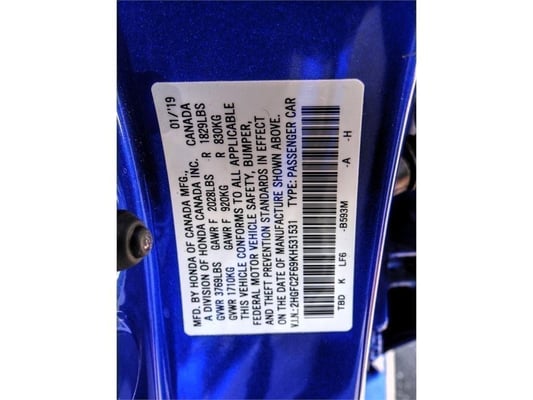 MFD. BY HONDA OF CANADA MFG., 01/'19
A DIVISION OF HONDA CANADA INC. CANADA
GVWR 3769LBS GAWR F 2028LBS R 1829LBS
GVWR 1710KG GAWR F 920KG R 830KG
THIS VEHICLE CONFORMS TO ALL APPLICABLE
FEDERAL MOTOR VEHICLE SAFETY, BUMPER,
AND THEFT PREVENTION STANDARDS IN EFFECT
ON THE DATE OF MANUFACTURE SHOWN ABOVE.
V.I.N.: 2HGFC2F69KH531531 TYPE: PASSENGER CAR
TBD K LF6 -B593M -A -H